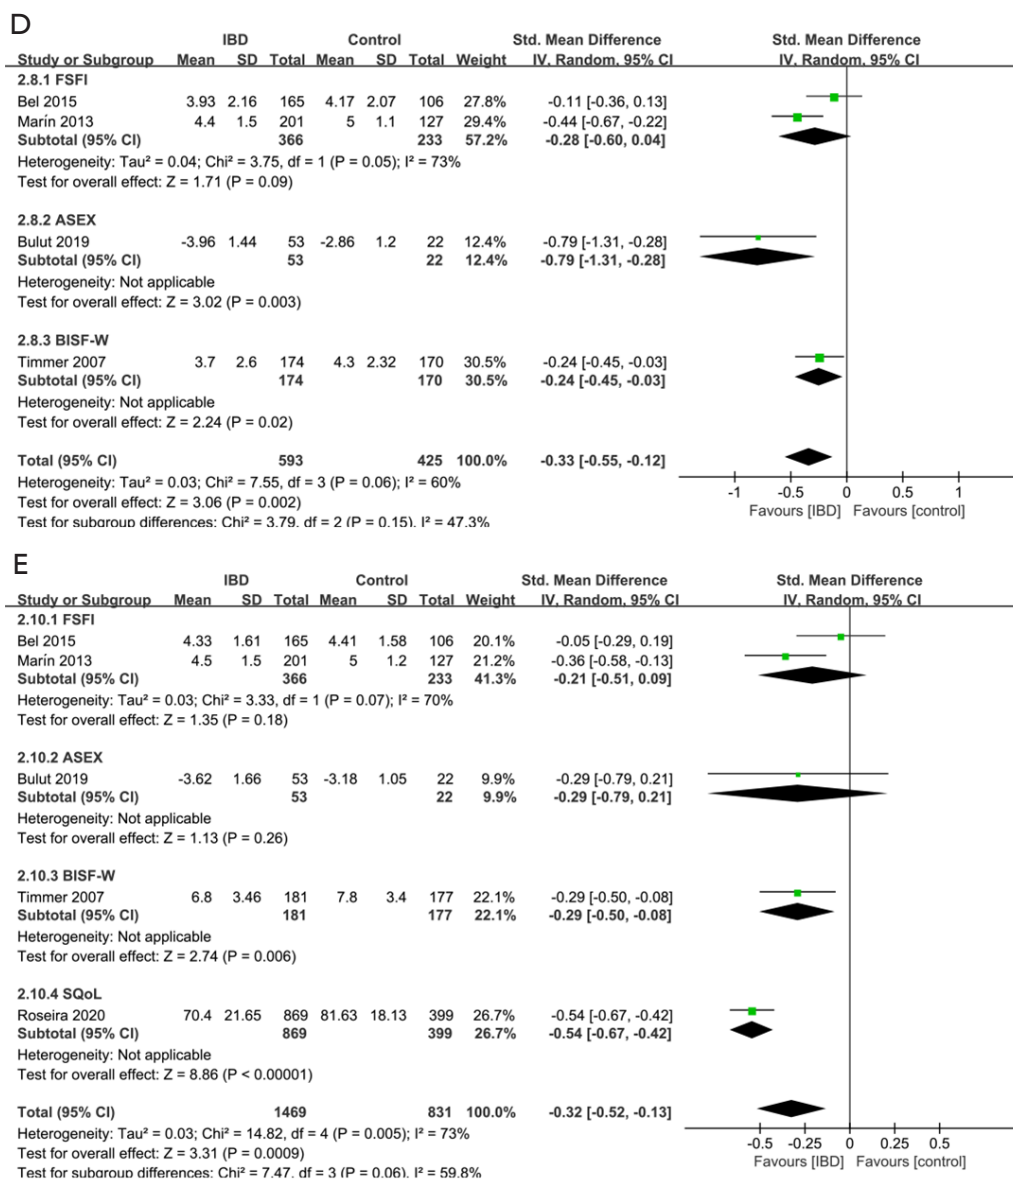 D
IBD Control Std. Mean Difference Std. Mean Difference
Study or Subgroup Mean SD Total Mean SD Total Weight IV, Random, 95% CI IV, Random, 95% CI
2.8.1 FSFI
Bel 2015 3.93 2.16 165 4.17 2.07 106 27.8% -0.11 [-0.36, 0.13]
Marín 2013 4.4 1.5 201 5 1.1 127 29.4% -0.44 [-0.67, -0.22]
Subtotal (95% CI) 366 233 57.2% -0.28 [-0.60, 0.04]
Heterogeneity: Tau² = 0.04; Chi² = 3.75, df = 1 (P = 0.05); I² = 73%
Test for overall effect: Z = 1.71 (P = 0.09)
2.8.2 ASEX
Bulut 2019 -3.96 1.44 53 -2.86 1.2 22 12.4% -0.79 [-1.31, -0.28]
Subtotal (95% CI) 53 22 12.4% -0.79 [-1.31, -0.28]
Heterogeneity: Not applicable
Test for overall effect: Z = 3.02 (P = 0.003)
2.8.3 BISF-W
Timmer 2007 3.7 2.6 174 4.3 2.32 170 30.5% -0.24 [-0.45, -0.03]
Subtotal (95% CI) 174 170 30.5% -0.24 [-0.45, -0.03]
Heterogeneity: Not applicable
Test for overall effect: Z = 2.24 (P = 0.02)
Total (95% CI) 593 425 100.0% -0.33 [-0.55, -0.12]
Heterogeneity: Tau² = 0.03; Chi² = 7.55, df = 3 (P = 0.06); I² = 60%
Test for overall effect: Z = 3.06 (P = 0.002)
Test for subgroup differences: Chi² = 3.79, df = 2 (P = 0.15), I² = 47.3%
-1 -0.5 0 0.5 1
Favours [IBD] Favours [control]
E
IBD Control Std. Mean Difference Std. Mean Difference
Study or Subgroup Mean SD Total Mean SD Total Weight IV, Random, 95% CI IV, Random, 95% CI
2.10.1 FSFI
Bel 2015 4.33 1.61 165 4.41 1.58 106 20.1% -0.05 [-0.29, 0.19]
Marín 2013 4.5 1.5 201 5 1.2 127 21.2% -0.36 [-0.58, -0.13]
Subtotal (95% CI) 366 233 41.3% -0.21 [-0.51, 0.09]
Heterogeneity: Tau² = 0.03; Chi² = 3.33, df = 1 (P = 0.07); I² = 70%
Test for overall effect: Z = 1.35 (P = 0.18)
2.10.2 ASEX
Bulut 2019 -3.62 1.66 53 -3.18 1.05 22 9.9% -0.29 [-0.79, 0.21]
Subtotal (95% CI) 53 22 9.9% -0.29 [-0.79, 0.21]
Heterogeneity: Not applicable
Test for overall effect: Z = 1.13 (P = 0.26)
2.10.3 BISF-W
Timmer 2007 6.8 3.46 181 7.8 3.4 177 22.1% -0.29 [-0.50, -0.08]
Subtotal (95% CI) 181 177 22.1% -0.29 [-0.50, -0.08]
Heterogeneity: Not applicable
Test for overall effect: Z = 2.74 (P = 0.006)
2.10.4 SQoL
Roseira 2020 70.4 21.65 869 81.63 18.13 399 26.7% -0.54 [-0.67, -0.42]
Subtotal (95% CI) 869 399 26.7% -0.54 [-0.67, -0.42]
Heterogeneity: Not applicable
Test for overall effect: Z = 8.86 (P < 0.00001)
Total (95% CI) 1469 831 100.0% -0.32 [-0.52, -0.13]
Heterogeneity: Tau² = 0.03; Chi² = 14.82, df = 4 (P = 0.005); I² = 73%
Test for overall effect: Z = 3.31 (P = 0.0009)
Test for subgroup differences: Chi² = 7.47, df = 3 (P = 0.06), I² = 59.8%
-0.5 -0.25 0 0.25 0.5
Favours [IBD] Favours [control]